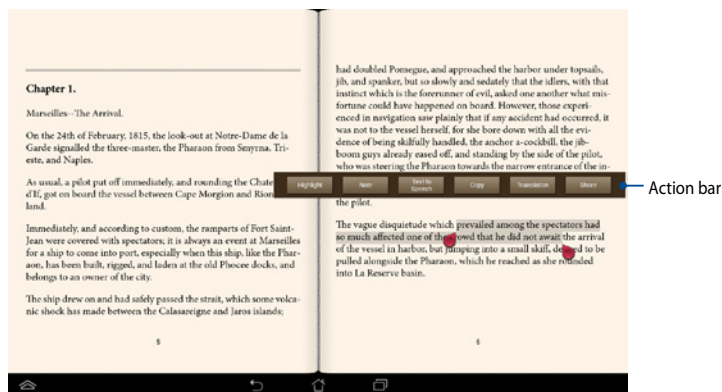 Chapter 1.
Marseilles--The Arrival.
On the 24th of February, 1815, the look-out at Notre-Dame de la
Garde signalled the three-master, the Pharaon from Smyrna, Tri-
este, and Naples.
As usual, a pilot put off immediately, and rounding the Chate
d'If, got on board the vessel between Cape Morgion and Rion
land.
Immediately, and according to custom, the ramparts of Fort Saint-
Jean were covered with spectators; it is always an event at Marseilles
for a ship to come into port, especially when this ship, like the Phar-
aon, has been built, rigged, and laden at the old Phocee docks, and
belongs to an owner of the city.
The ship drew on and had safely passed the strait, which some volca-
nic shock has made between the Calasareigne and Jaros islands;
5
had doubled Pomegue, and approached the harbor under topsails,
jib, and spanker, but so slowly and sedately that the idlers, with that
instinct which is the forerunner of evil, asked one another what mis-
fortune could have happened on board. However, those experi-
enced in navigation saw plainly that if any accident had occurred, it
was not to the vessel herself, for she bore down with all the evi-
dence of being skilfully handled, the anchor a-cockbill, the jib-
boom guys already eased off, and standing by the side of the pilot,
who was steering the Pharaon towards the narrow entrance of the in-
Highlight Note Text to Speech Copy Translation Share
Action bar
the pilot.
The vague disquietude which prevailed among the spectators had
so much affected one of the crowd that he did not await the arrival
of the vessel in harbor, but jumping into a small skiff, desired to be
pulled alongside the Pharaon, which he reached as she rounded
into La Reserve basin.
6